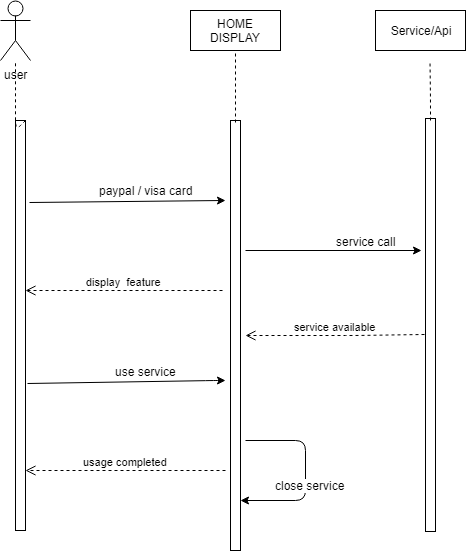 HOME
DISPLAY
Service/Api
user
paypal / visa card
service call
display feature
service available
use service
usage completed
close service